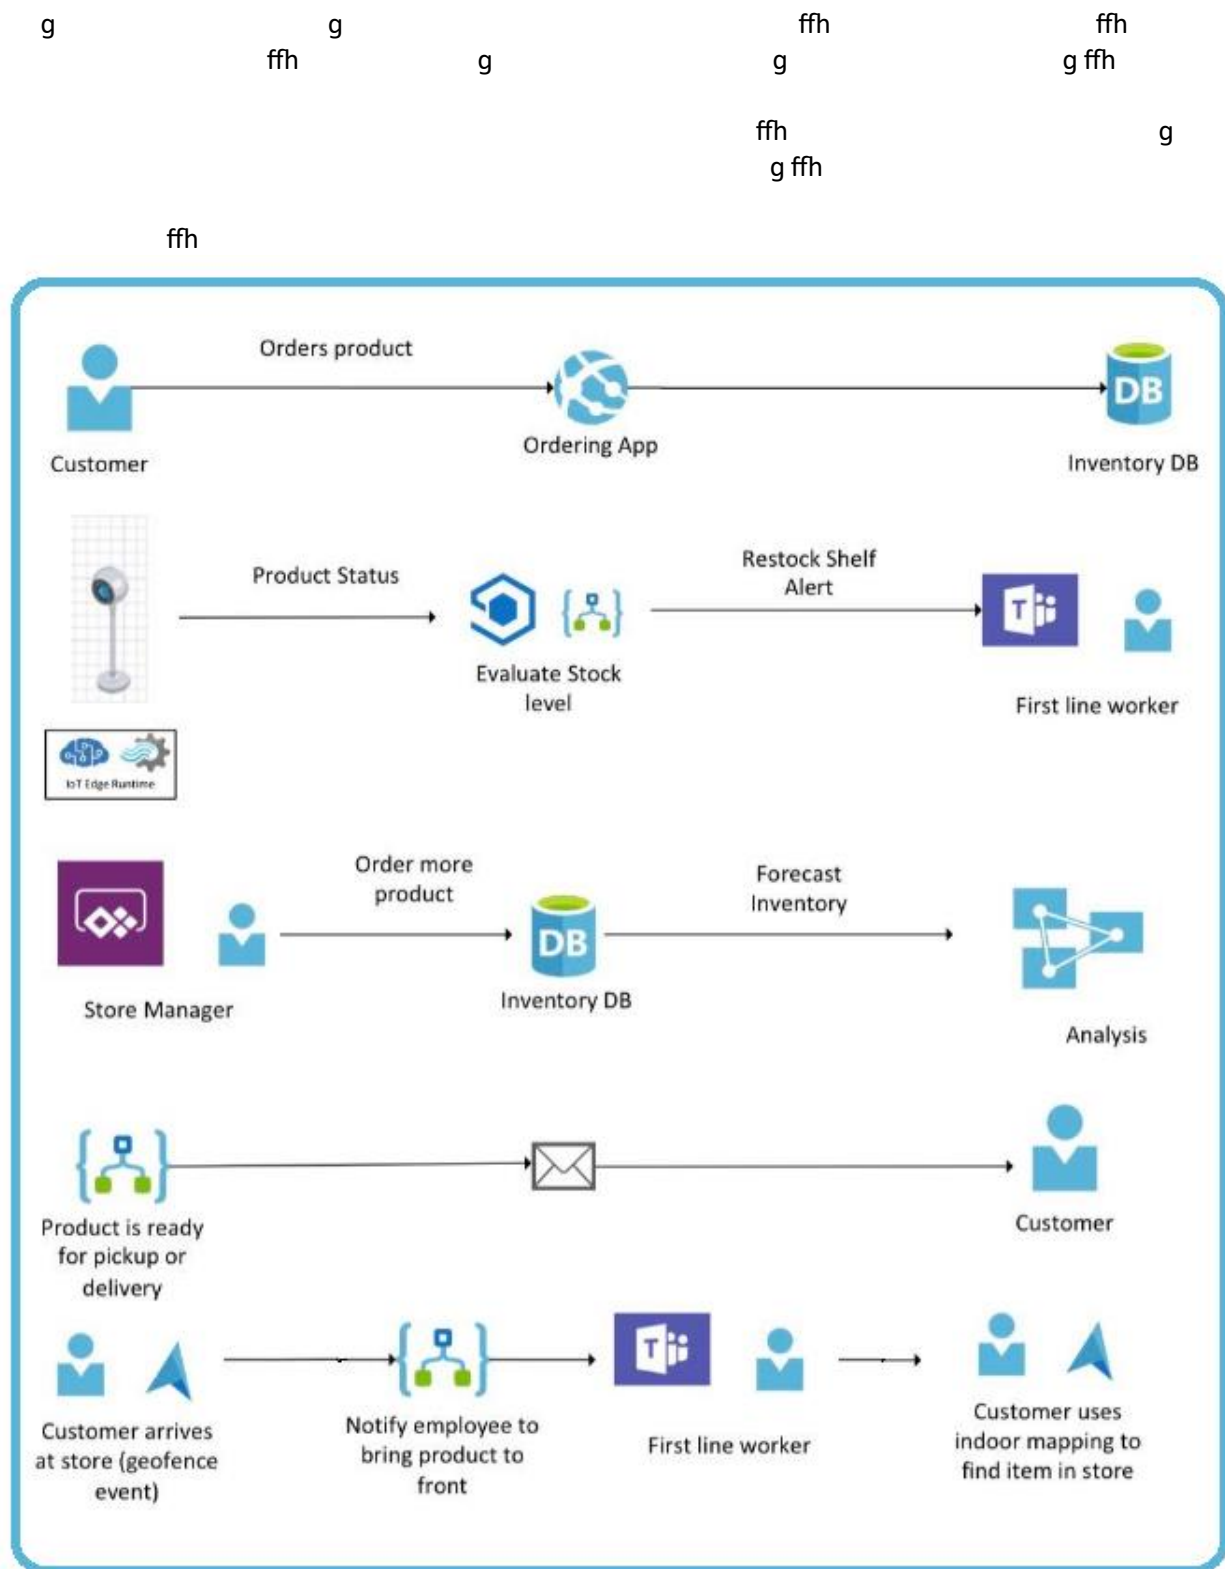 g g ffh ffh
ffh g g g ffh
ffh g
g ffh
ffh
Orders product
Customer
Ordering App
DB
Inventory DB
Product Status
Restock Shelf
Alert
T
Evaluate Stock
level
First line worker
IoT Edge Runtime
Order more
product
Forecast
Inventory
DB
Store Manager
Inventory DB
Analysis
Product is ready
for pickup or
delivery
Customer
T
Customer arrives
at store (geofence
event)
Notify employee to
bring product to
front
First line worker
Customer uses
indoor mapping to
find item in store